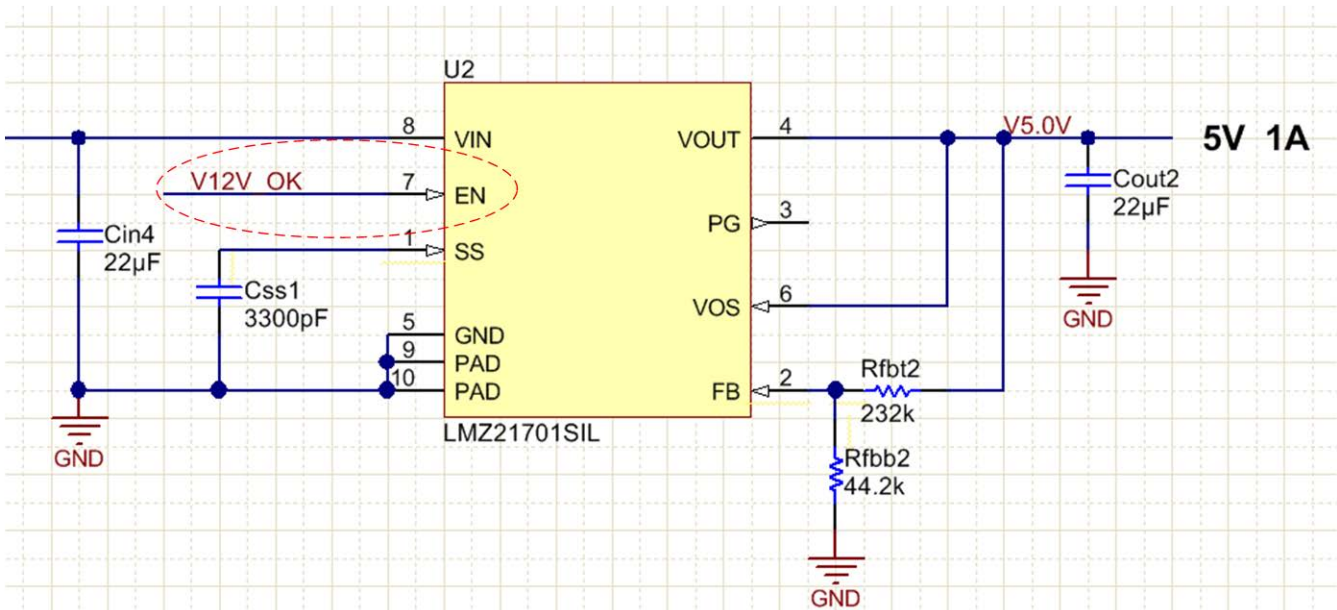 U2
8
VIN
V12V_OK
7
EN
1
SS
Cin4
22µF
Css1
3300pF
5
GND
9
PAD
10
PAD
GND
LMZ21701SIL
VOUT
4
V5.0V
5V 1A
PG
3
Cout2
22µF
VOS
6
GND
FB
2
Rfbt2
232k
Rfbb2
44.2k
GND